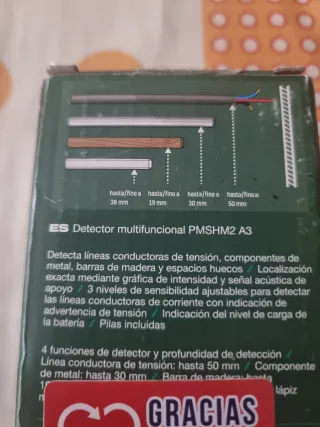 hasta/fino a hasta/fino a hasta/fino a hasta/fino a
38 mm 19 mm 30 mm 50 mm
ES Detector multifuncional PMSHM2 A3
Detecta líneas conductoras de tensión, componentes de
metal, barras de madera y espacios huecos / Localización
exacta mediante gráfica de intensidad y señal acústica de
apoyo / 3 niveles de sensibilidad ajustables para detectar
las líneas conductoras de corriente con indicación de
advertencia de tensión / Indicación del nivel de carga de
la batería / Pilas incluidas
4 funciones de detector y profundidad de detección /
Línea conductora de tensión: hasta 50 mm / Componente
de metal: hasta 30 mm / Barra de madera: hasta
lápiz
GRACIAS